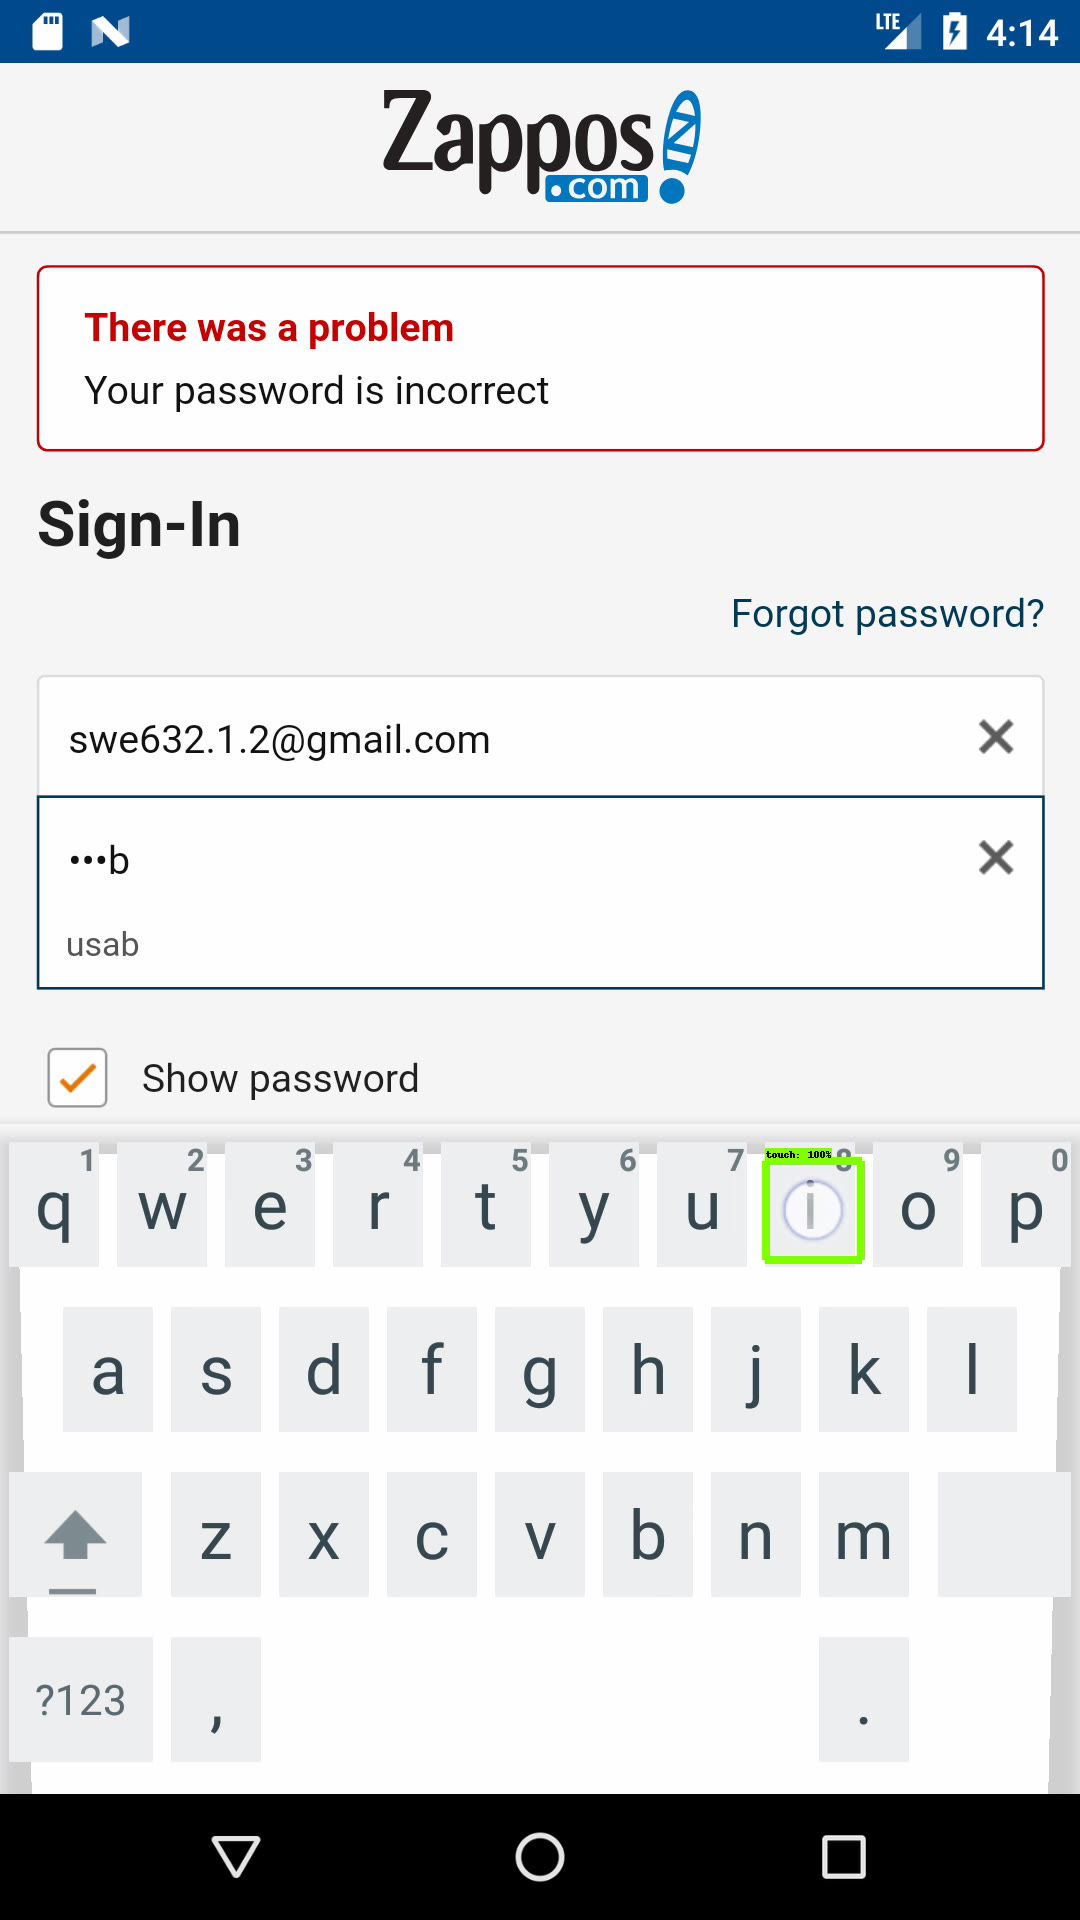 LTE 4:14
Zappos
.com
There was a problem
Your password is incorrect
Sign-In
Forgot password?
swe632.1.2@gmail.com
•••b
usab
Show password
touch: 100%
1 2 3 4 5 6 7 8 9 0
q w e r t y u i o p
a s d f g h j k l
z x c v b n m
?123 , .